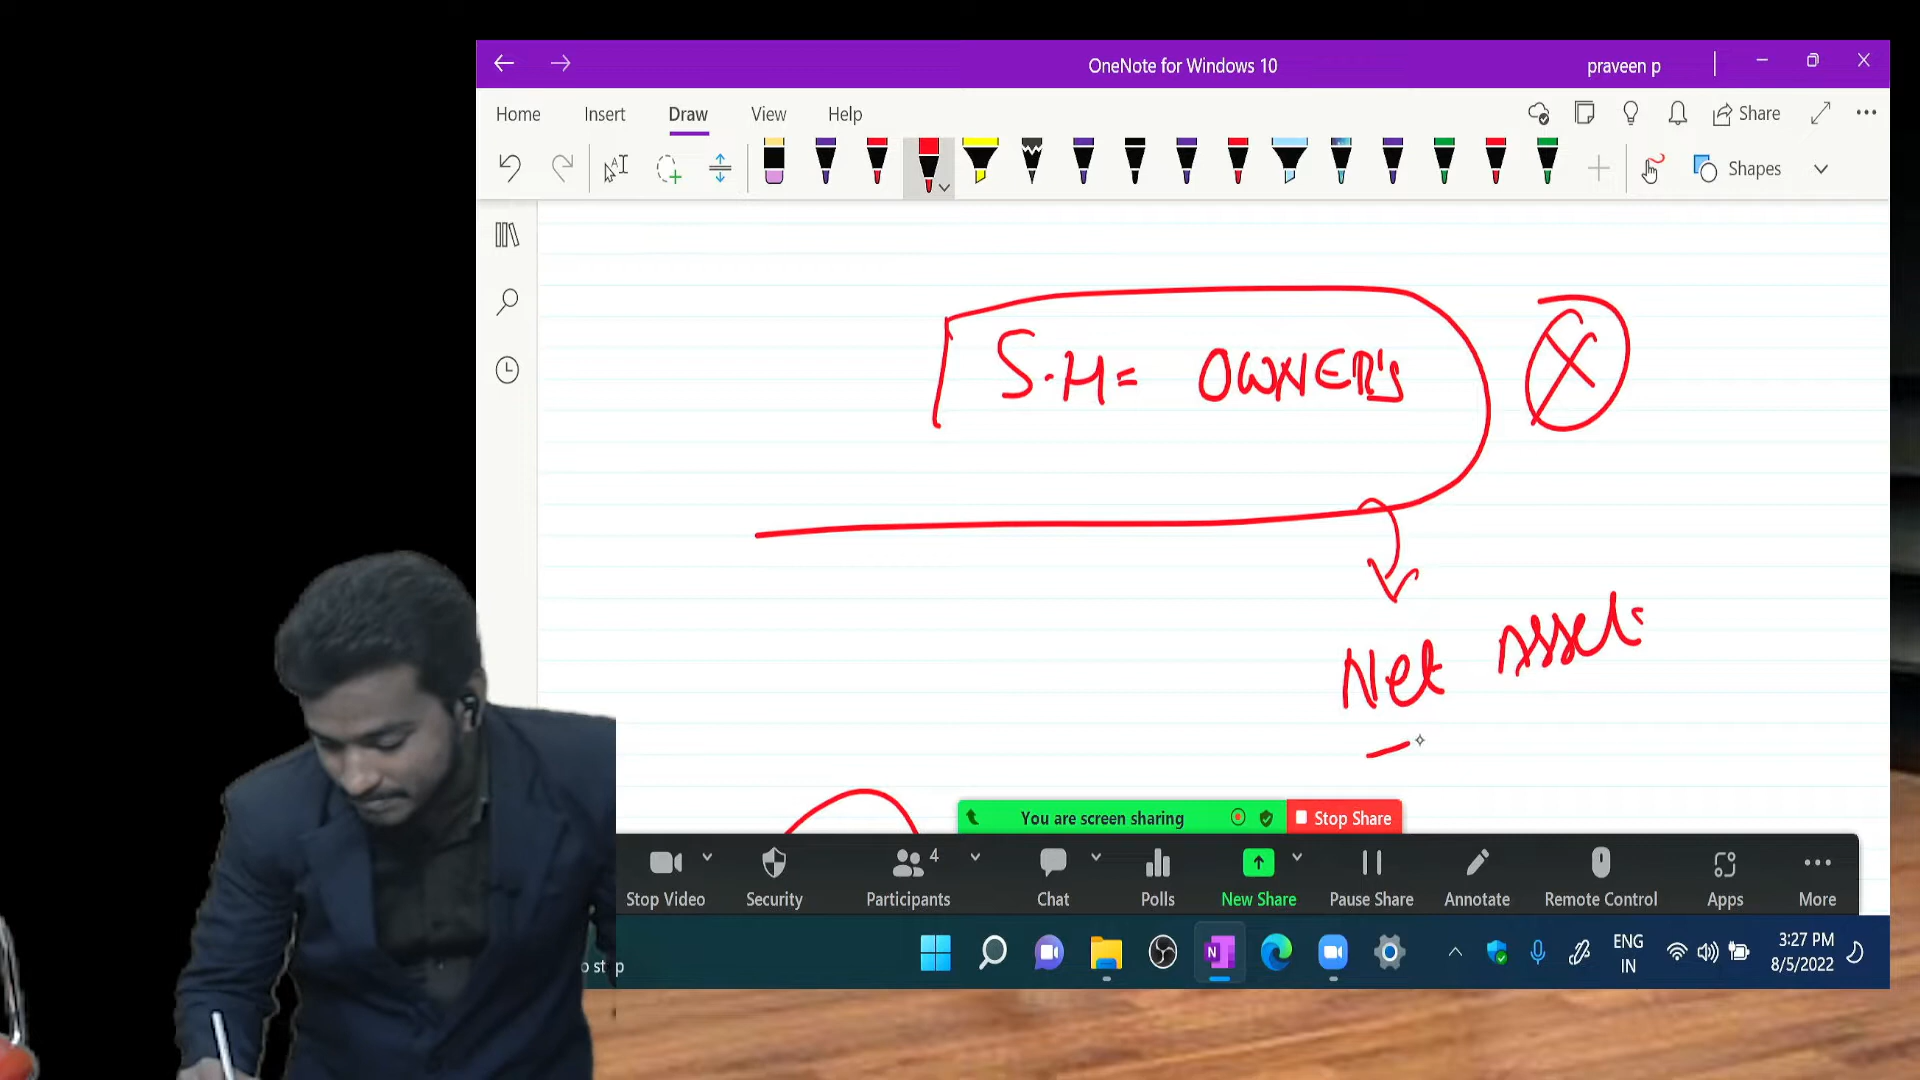 OneNote for Windows 10
praveen p
Home Insert Draw View Help
Share
Shapes
S.H= OWNER'S
Net Assets
You are screen sharing
Stop Share
4
Stop Video Security Participants Chat Polls New Share Pause Share Annotate Remote Control Apps More
o stop
N
ENG
IN
3:27 PM
8/5/2022